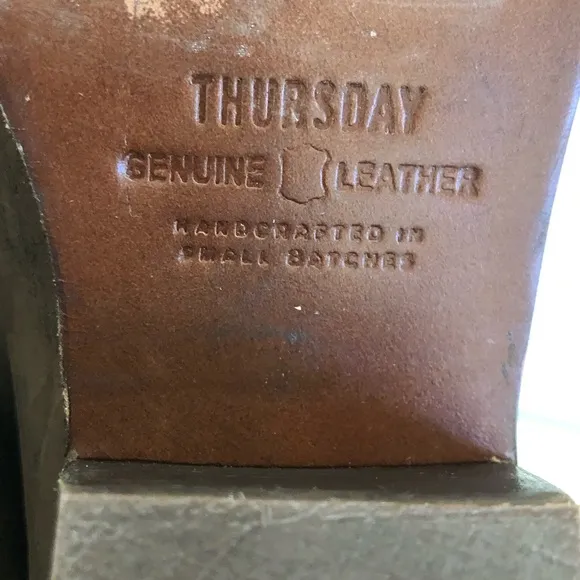 THURSDAY
GENUINE LEATHER
HANDCRAFTED IN
SMALL BATCHES